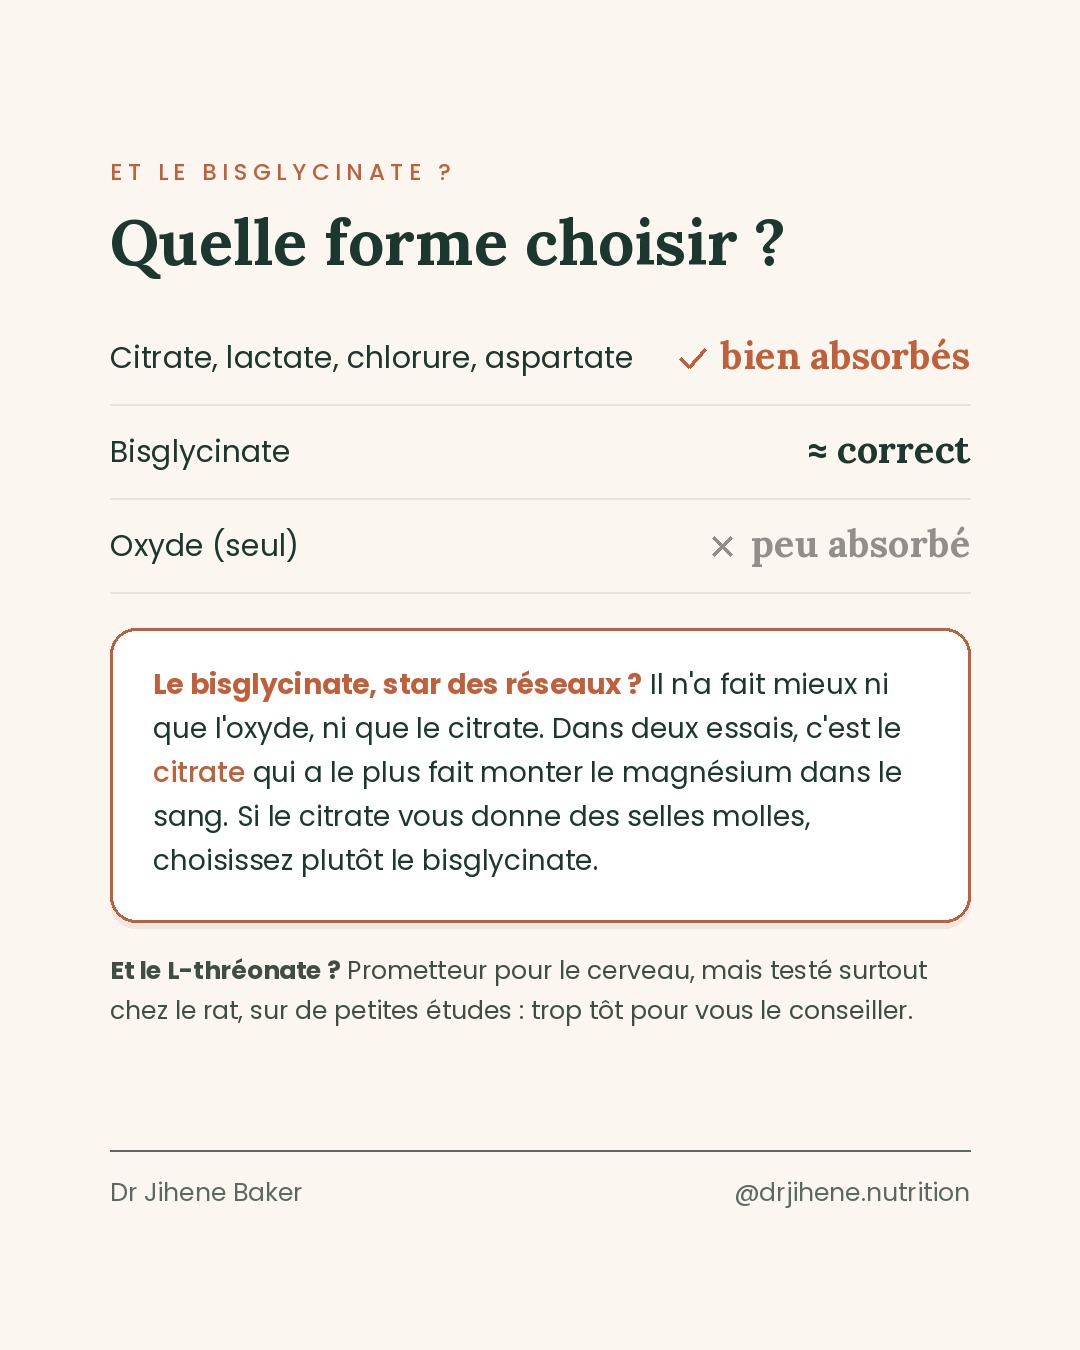 ET LE BISGLYCINATE ?
Quelle forme choisir ?
Citrate, lactate, chlorure, aspartate ✓ bien absorbés
Bisglycinate ≈ correct
Oxyde (seul) × peu absorbé
Le bisglycinate, star des réseaux ? Il n'a fait mieux ni
que l'oxyde, ni que le citrate. Dans deux essais, c'est le
citrate qui a le plus fait monter le magnésium dans le
sang. Si le citrate vous donne des selles molles,
choisissez plutôt le bisglycinate.
Et le L-thréonate ? Prometteur pour le cerveau, mais testé surtout
chez le rat, sur de petites études : trop tôt pour vous le conseiller.
Dr Jihene Baker @drjihene.nutrition